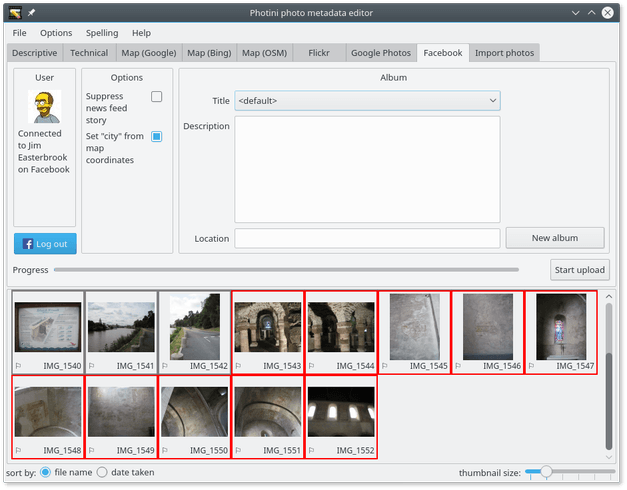 Photini photo metadata editor
File Options Spelling Help
Descriptive Technical Map (Google) Map (Bing) Map (OSM) Flickr Google Photos Facebook Import photos
User
Connected
to Jim
Easterbrook
on Facebook
Log out
Options
Suppress
news feed
story
Set "city" from
map
coordinates
Album
Title <default>
Description
Location
New album
Progress
Start upload
IMG_1540 IMG_1541 IMG_1542 IMG_1543 IMG_1544 IMG_1545 IMG_1546 IMG_1547
IMG_1548 IMG_1549 IMG_1550 IMG_1551 IMG_1552
sort by: file name date taken
thumbnail size: